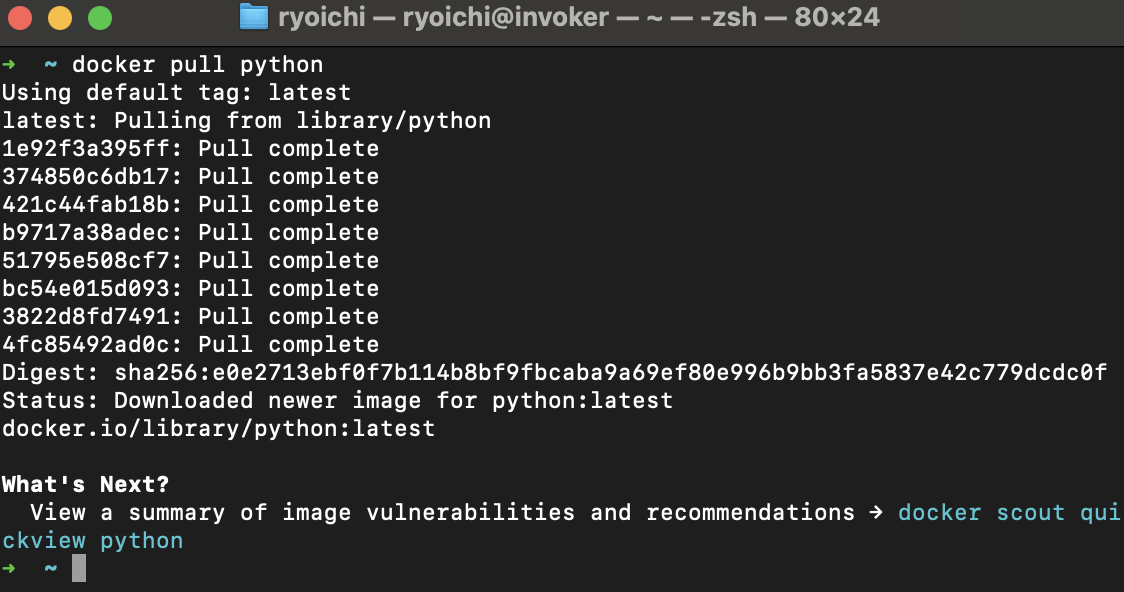 ryoichi — ryoichi@invoker — ~ — -zsh — 80×24
→ ~ docker pull python
Using default tag: latest
latest: Pulling from library/python
1e92f3a395ff: Pull complete
374850c6db17: Pull complete
421c44fab18b: Pull complete
b9717a38adec: Pull complete
51795e508cf7: Pull complete
bc54e015d093: Pull complete
3822d8fd7491: Pull complete
4fc85492ad0c: Pull complete
Digest: sha256:e0e2713ebf0f7b114b8bf9fbcaba9a69ef80e996b9bb3fa5837e42c779dcdc0f
Status: Downloaded newer image for python:latest
docker.io/library/python:latest
What's Next?
View a summary of image vulnerabilities and recommendations → docker scout qui
ckview python
→ ~